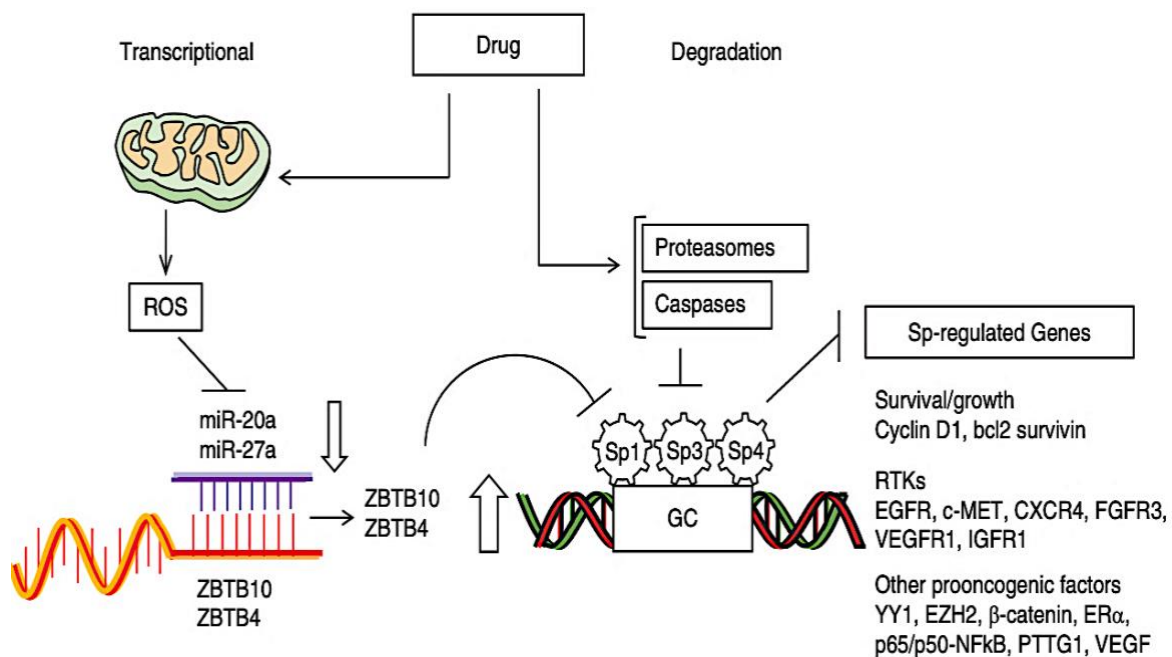 Transcriptional
Drug
Degradation
Proteasomes
Caspases
ROS
Sp-regulated Genes
miR-20a
miR-27a
ZBTB10
ZBTB4
ZBTB10
ZBTB4
Sp1 Sp3 Sp4
GC
Survival/growth
Cyclin D1, bcl2 survivin
RTKs
EGFR, c-MET, CXCR4, FGFR3,
VEGFR1, IGFR1
Other prooncogenic factors
YY1, EZH2, β-catenin, ERα,
p65/p50-NFkB, PTTG1, VEGF